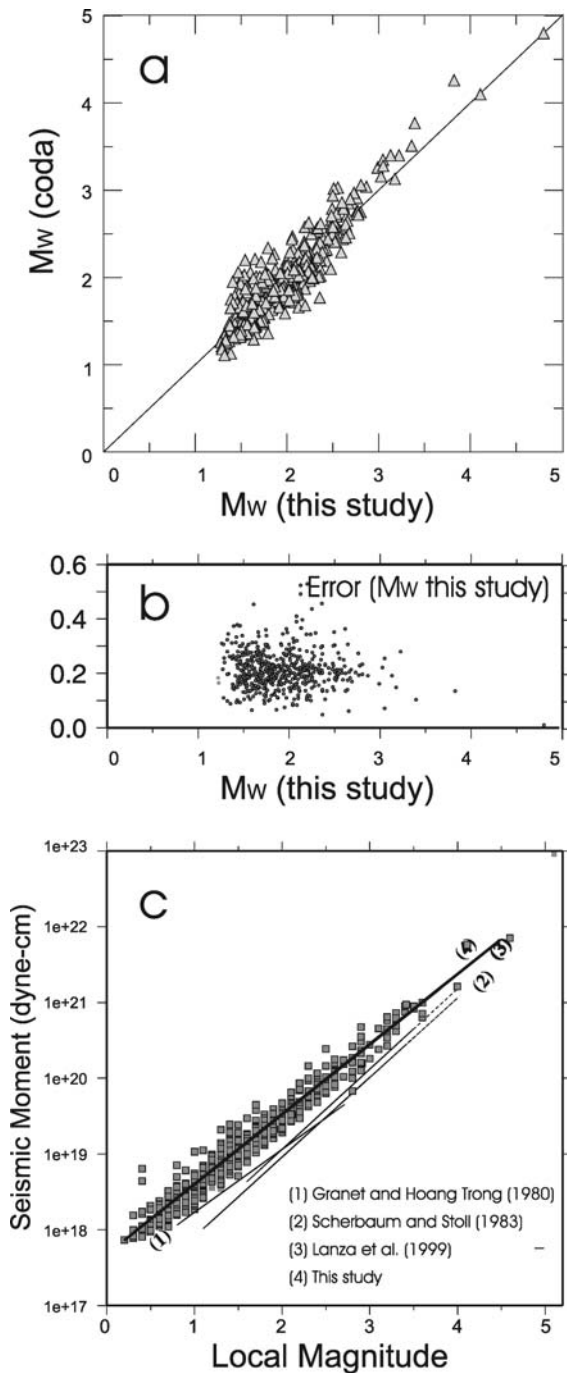 a
5
4
3
2
1
0
Mw (coda)
0 1 2 3 4 5
Mw (this study)
b
Error (Mw this study)
0.6
0.4
0.2
0.0
0 1 2 3 4 5
Mw (this study)
c
1e+23
1e+22
1e+21
1e+20
1e+19
1e+18
1e+17
Seismic Moment (dyne-cm)
(4) (3)
(2)
(1)
(1) Granet and Hoang Trong (1980)
(2) Scherbaum and Stoll (1983)
(3) Lanza et al. (1999)
(4) This study
0 1 2 3 4 5
Local Magnitude